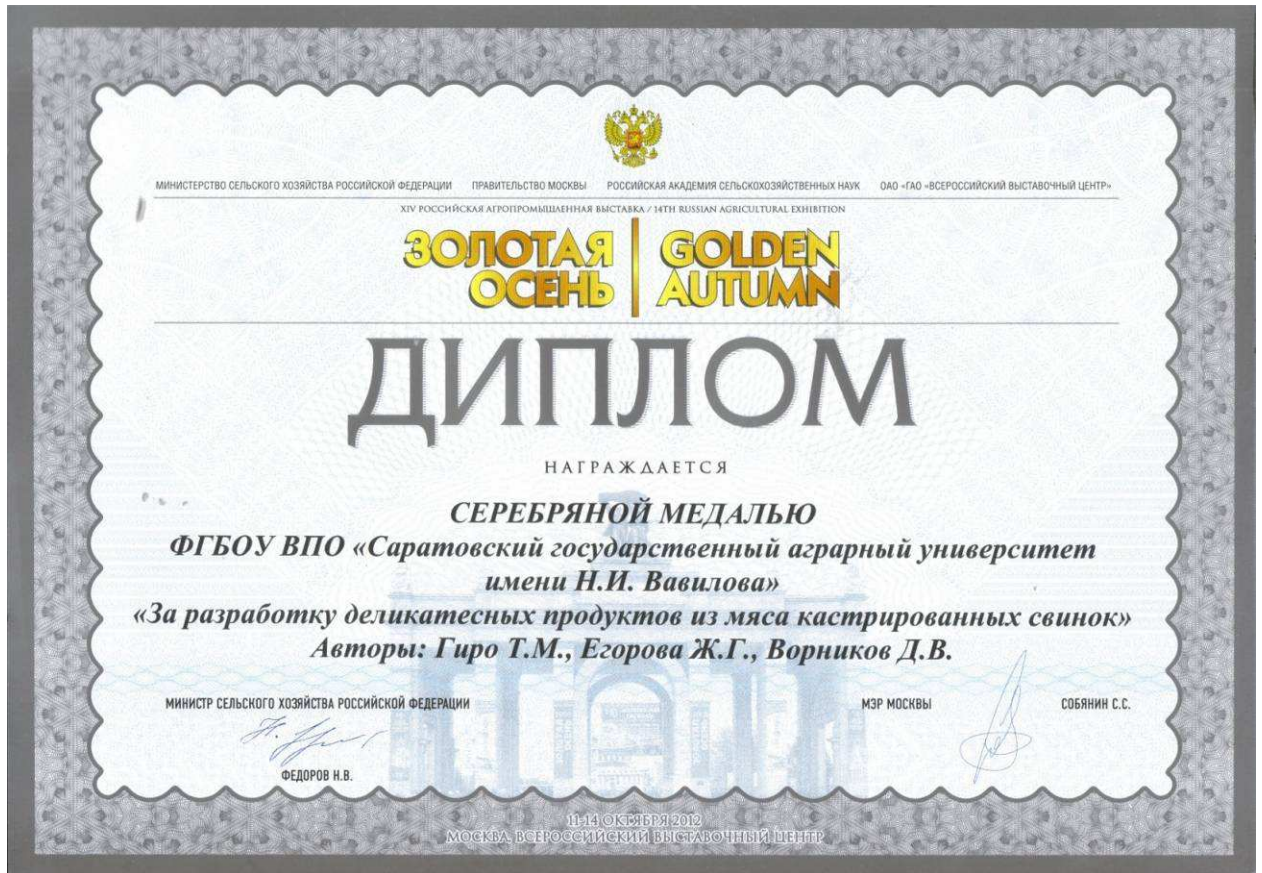 МИНИСТЕРСТВО СЕЛЬСКОГО ХОЗЯЙСТВА РОССИЙСКОЙ ФЕДЕРАЦИИ ПРАВИТЕЛЬСТВО МОСКВЫ РОССИЙСКАЯ АКАДЕМИЯ СЕЛЬСКОХОЗЯЙСТВЕННЫХ НАУК ОАО «ГАО «ВСЕРОССИЙСКИЙ ВЫСТАВОЧНЫЙ ЦЕНТР»
XIV РОССИЙСКАЯ АГРОПРОМЫШЛЕННАЯ ВЫСТАВКА / 14TH RUSSIAN AGRICULTURAL EXHIBITION
ЗОЛОТАЯ GOLDEN
ОСЕНЬ AUTUMN
ДИПЛОМ
НАГРАЖДАЕТСЯ
СЕРЕБРЯНОЙ МЕДАЛЬЮ
ФГБОУ ВПО «Саратовский государственный аграрный университет
имени Н.И. Вавилова»
«За разработку деликатесных продуктов из мяса кастрированных свинок»
Авторы: Гиро Т.М., Егорова Ж.Г., Ворников Д.В.
МИНИСТР СЕЛЬСКОГО ХОЗЯЙСТВА РОССИЙСКОЙ ФЕДЕРАЦИИ МЭР МОСКВЫ СОБЯНИН С.С.
ФЕДОРОВ Н.В.
11-14 ОКТЯБРЯ 2012
МОСКВА, ВСЕРОССИЙСКИЙ ВЫСТАВОЧНЫЙ ЦЕНТР